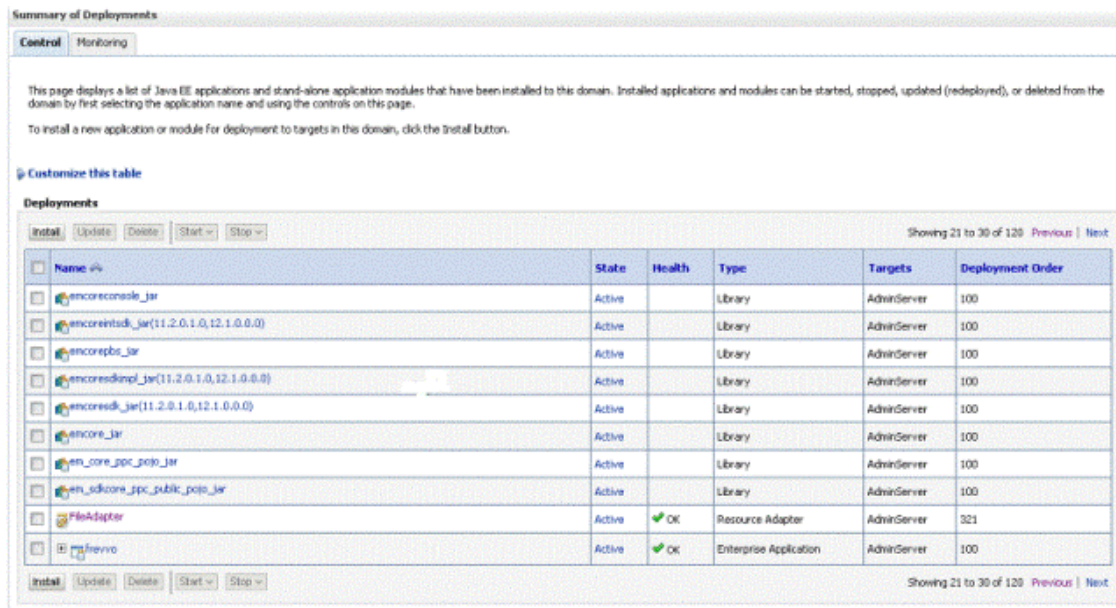 Summary of Deployments
Control Monitoring
This page displays a list of Java EE applications and stand-alone application modules that have been installed to this domain. Installed applications and modules can be started, stopped, updated (redeployed), or deleted from the
domain by first selecting the application name and using the controls on this page.
To install a new application or module for deployment to targets in this domain, click the Install button.
Customize this table
Deployments
Install Update Delete Start Stop Showing 21 to 30 of 120 Previous | Next
Name State Health Type Targets Deployment Order
emcoreconsole_jar Active Library AdminServer 100
emcoreintsdk_jar(11.2.0.1.0,12.1.0.0.0) Active Library AdminServer 100
emcorepbs_jar Active Library AdminServer 100
emcoresdkimpl_jar(11.2.0.1.0,12.1.0.0.0) Active Library AdminServer 100
emcoresdk_jar(11.2.0.1.0,12.1.0.0.0) Active Library AdminServer 100
emcore_jar Active Library AdminServer 100
em_core_ppc_pojo_jar Active Library AdminServer 100
em_sdkcore_ppc_public_pojo_jar Active Library AdminServer 100
FileAdapter Active OK Resource Adapter AdminServer 321
frevvo Active OK Enterprise Application AdminServer 100
Install Update Delete Start Stop Showing 21 to 30 of 120 Previous | Next